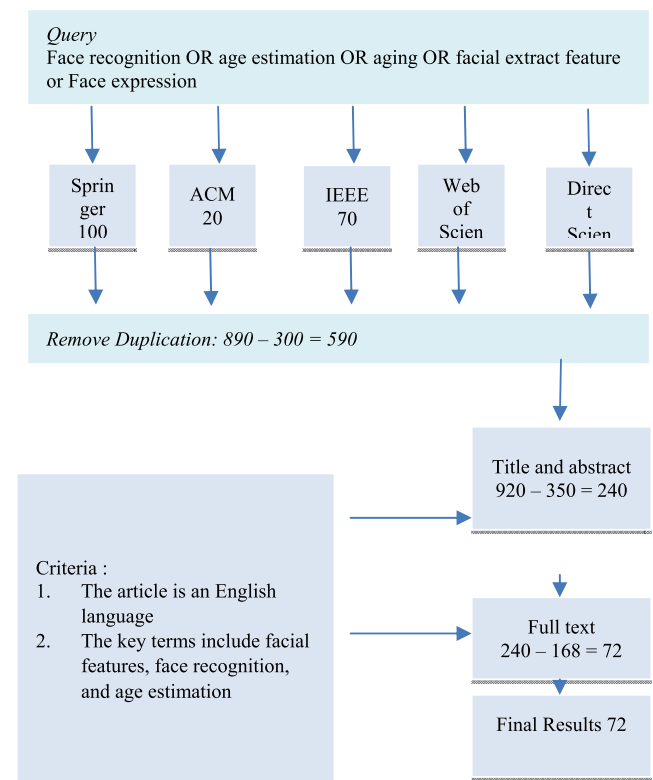 Query
Face recognition OR age estimation OR aging OR facial extract feature
or Face expression
Sprin
ger
100
ACM
20
IEEE
70
Web
of
Scien
Direc
t
Scien
Remove Duplication: 890 – 300 = 590
Title and abstract
920 – 350 = 240
Criteria :
1. The article is an English
language
2. The key terms include facial
features, face recognition,
and age estimation
Full text
240 – 168 = 72
Final Results 72